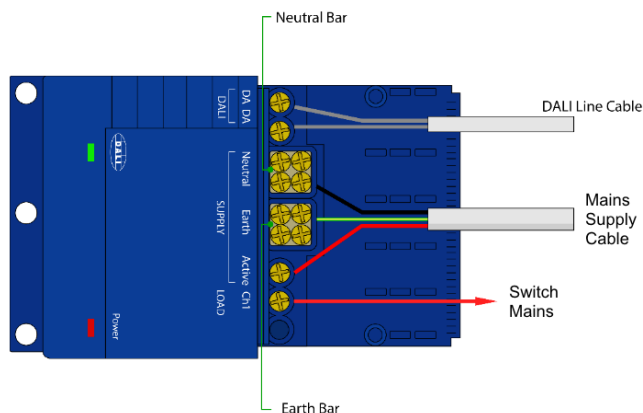 Neutral Bar
DA DA
DALI
DALI
Neutral
Earth
SUPPLY
Active
Ch1
LOAD
Power
DALI Line Cable
Mains
Supply
Cable
Switch
Mains
Earth Bar